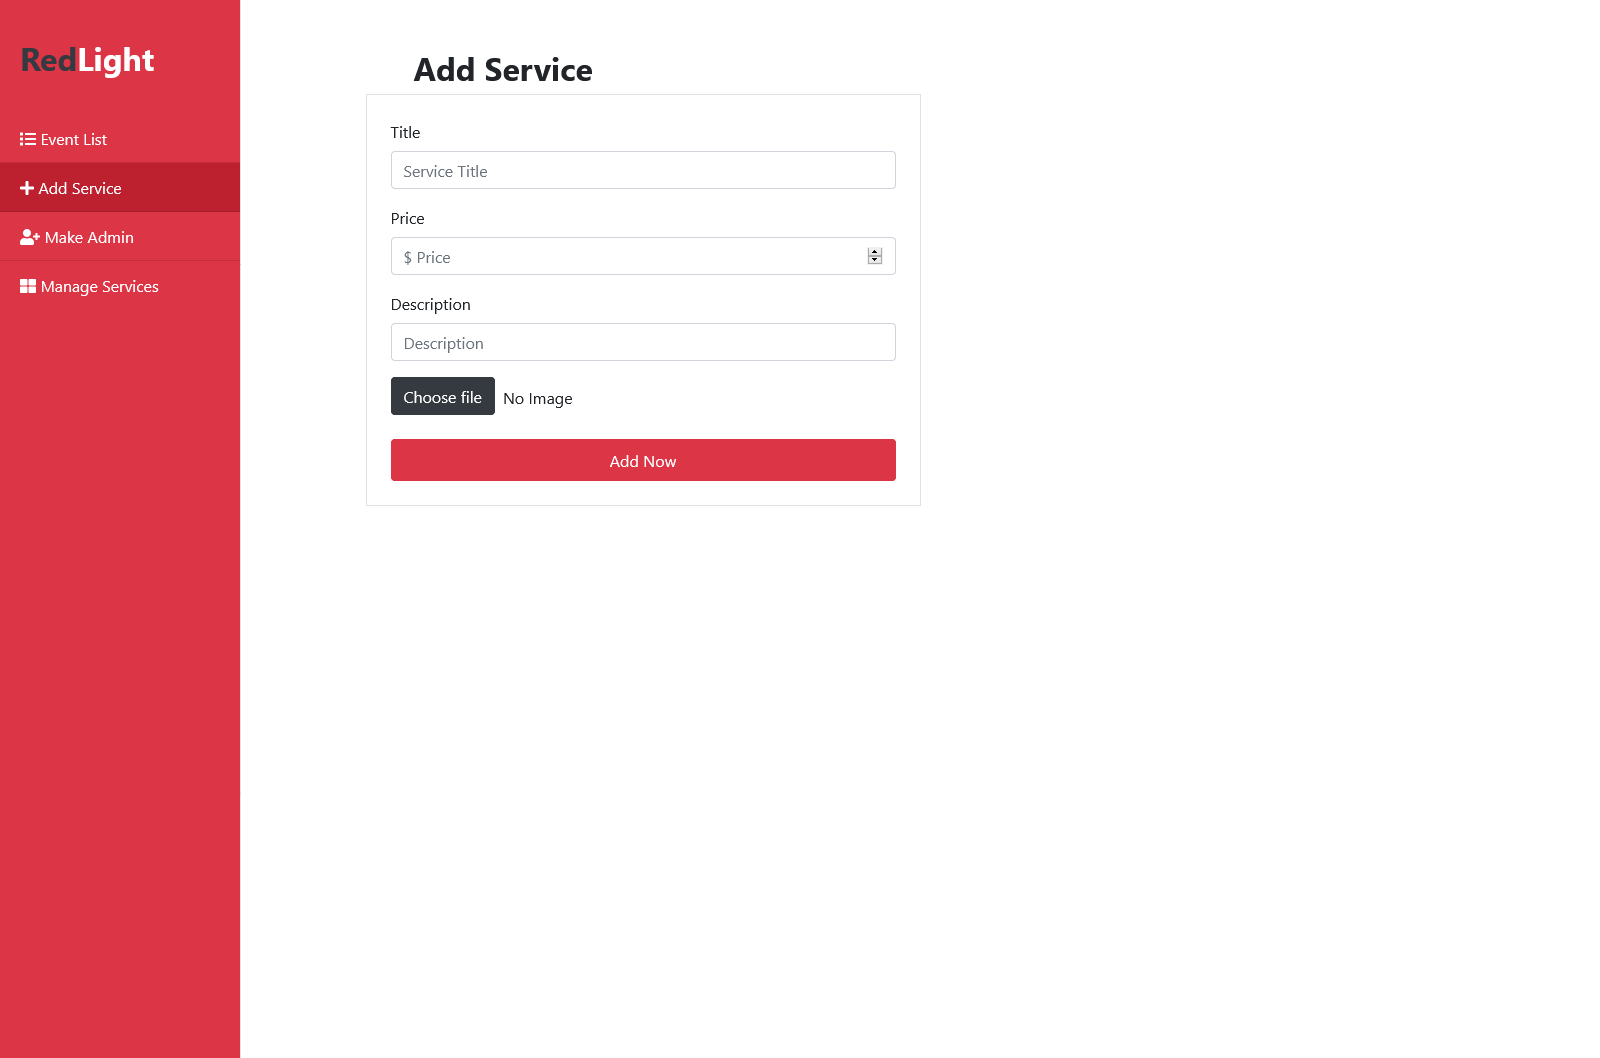 RedLight
Event List
Add Service
Make Admin
Manage Services
Add Service
Title
Service Title
Price
$ Price
Description
Description
Choose file No Image
Add Now